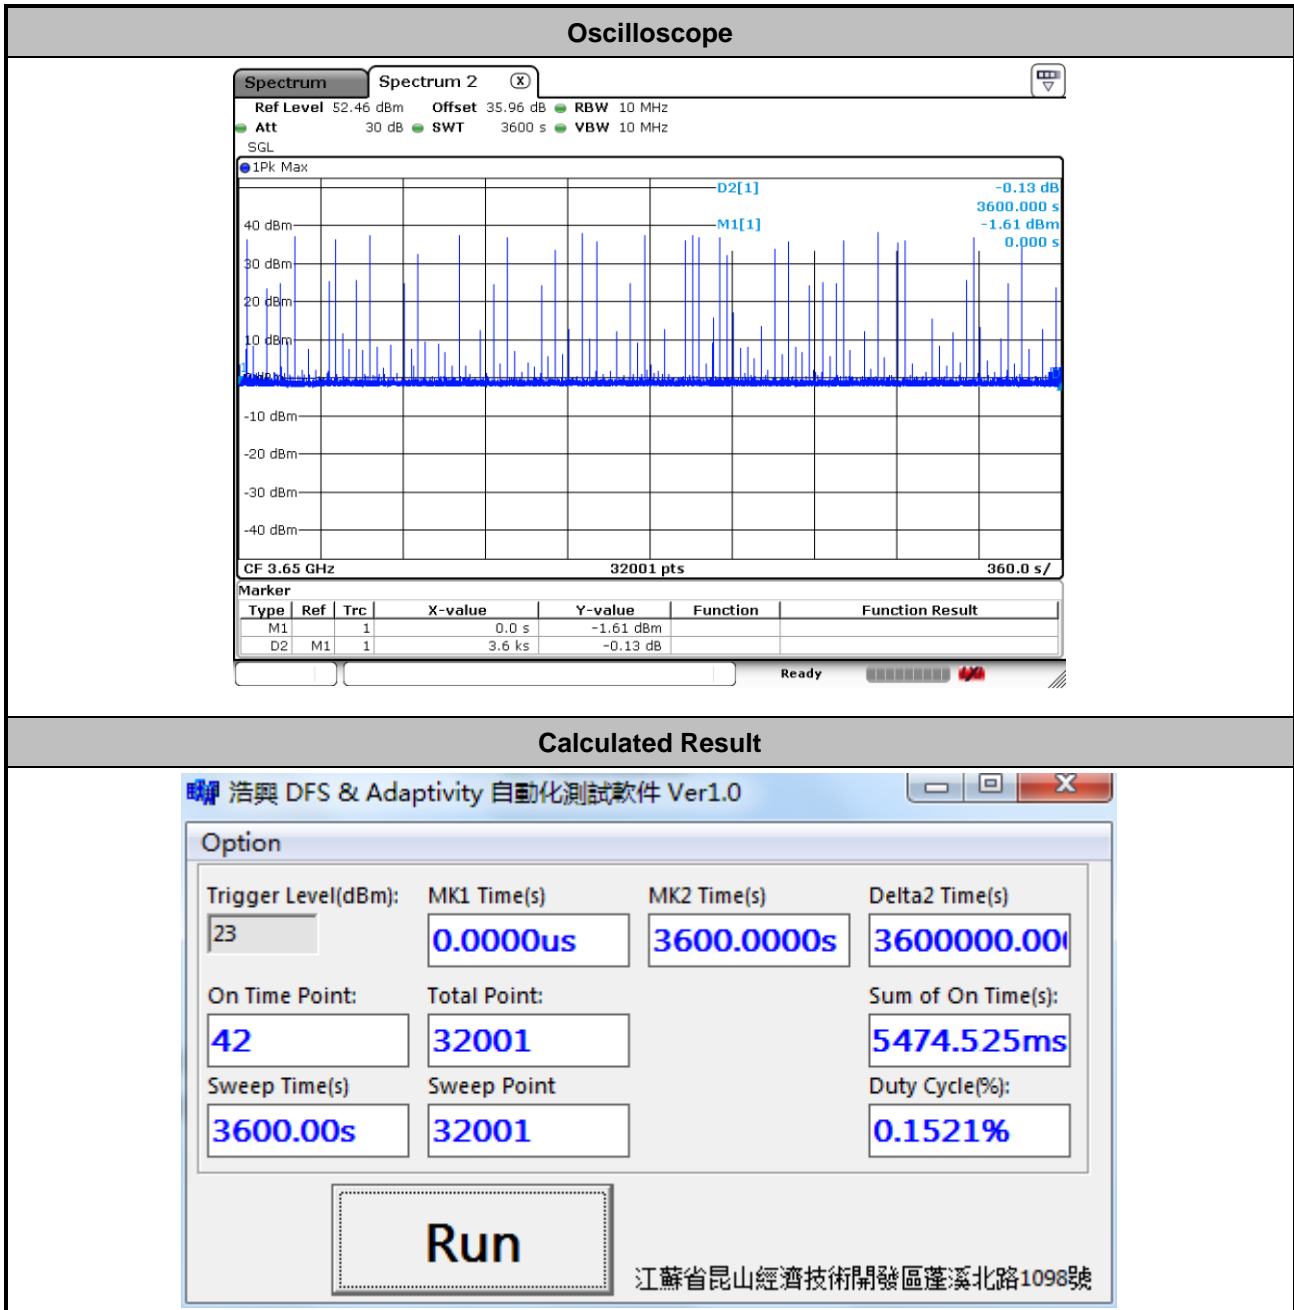 Oscilloscope
Spectrum Spectrum 2 X
Ref Level 52.46 dBm Offset 35.96 dB RBW 10 MHz
Att 30 dB SWT 3600 s VBW 10 MHz
SGL
1Pk Max
D2[1] -0.13 dB
3600.000 s
40 dBm M1[1] -1.61 dBm
0.000 s
30 dBm
20 dBm
10 dBm
-10 dBm
-20 dBm
-30 dBm
-40 dBm
CF 3.65 GHz 32001 pts 360.0 s/
Marker
Type Ref Trc X-value Y-value Function Function Result
M1 1 0.0 s -1.61 dBm
D2 M1 1 3.6 ks -0.13 dB
Ready
Calculated Result
浩興 DFS & Adaptivity 自動化測試軟件 Ver1.0
Option
Trigger Level(dBm): MK1 Time(s) MK2 Time(s) Delta2 Time(s)
23 0.0000us 3600.0000s 3600000.00
On Time Point: Total Point: Sum of On Time(s):
42 32001 5474.525ms
Sweep Time(s) Sweep Point Duty Cycle(%):
3600.00s 32001 0.1521%
Run
江蘇省昆山經濟技術開發區蓬溪北路1098號